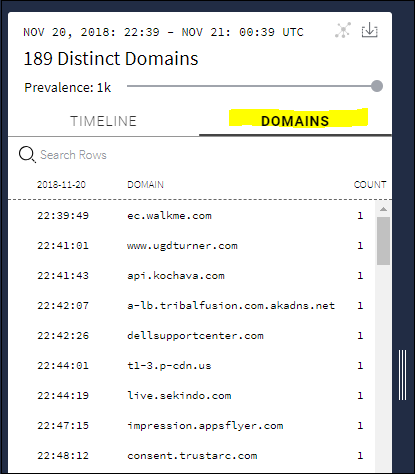 NOV 20, 2018: 22:39 – NOV 21: 00:39 UTC
189 Distinct Domains
Prevalence: 1k
TIMELINE DOMAINS
Search Rows
2018-11-20 DOMAIN COUNT
22:39:49 ec.walkme.com 1
22:41:01 www.ugdturner.com 1
22:41:43 api.kochava.com 1
22:42:07 a-lb.tribalfusion.com.akadns.net 1
22:42:26 dellsupportcenter.com 1
22:44:01 t1-3.p-cdn.us 1
22:44:19 live.sekindo.com 1
22:47:15 impression.appsflyer.com 1
22:48:12 consent.trustarc.com 1